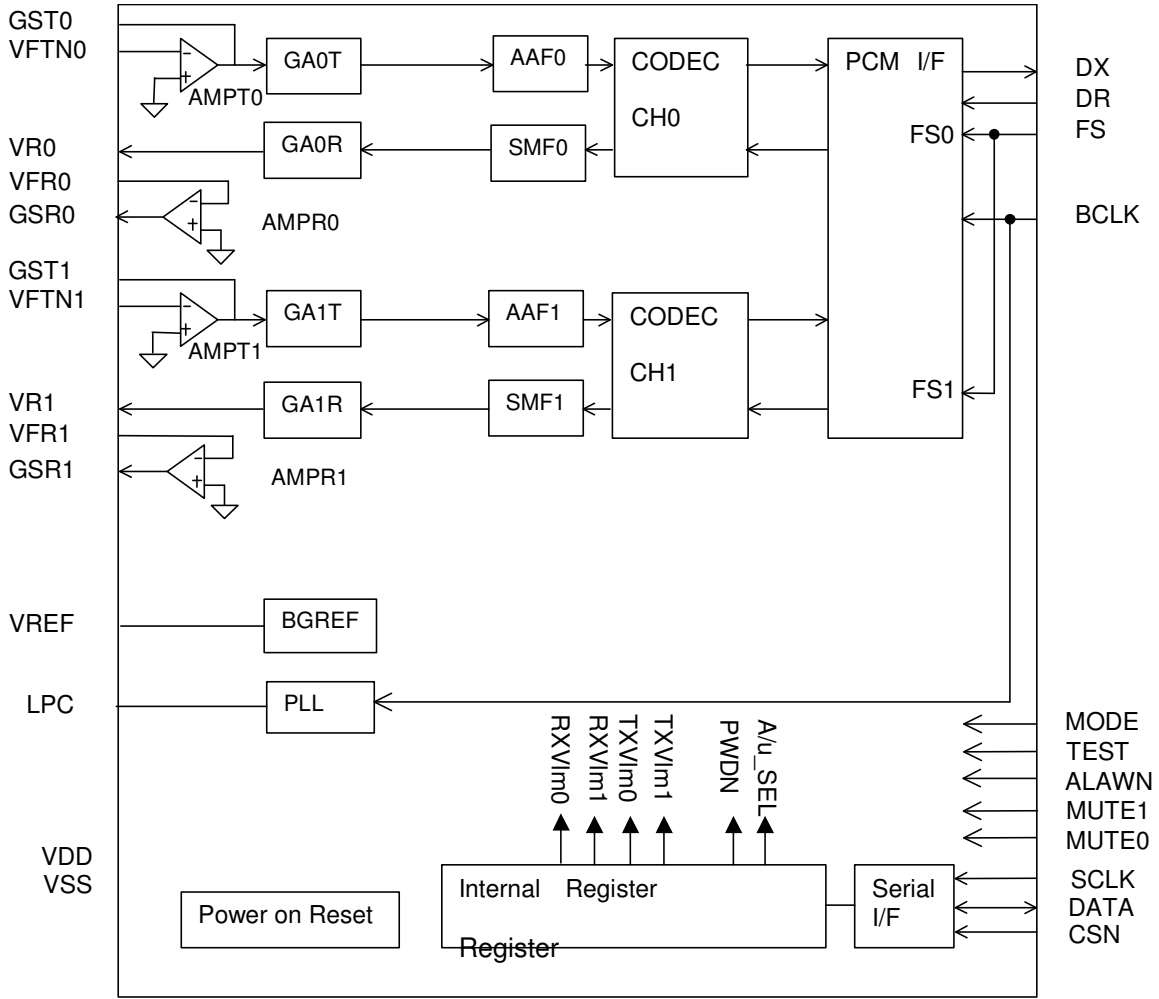 GST0
VFTN0
AMPT0
GA0T
AAF0
CODEC
CH0
PCM I/F
FS0
DX
DR
FS
VR0
GA0R
SMF0
VFR0
GSR0
AMPR0
BCLK
GST1
VFTN1
AMPT1
GA1T
AAF1
CODEC
CH1
FS1
VR1
GA1R
SMF1
VFR1
GSR1
AMPR1
VREF
BGREF
LPC
PLL
RXVlm0
RXVlm1
TXVlm0
TXVlm1
PWDN
A/u_SEL
MODE
TEST
ALAWN
MUTE1
MUTE0
VDD
VSS
Power on Reset
Internal Register
Register
Serial
I/F
SCLK
DATA
CSN